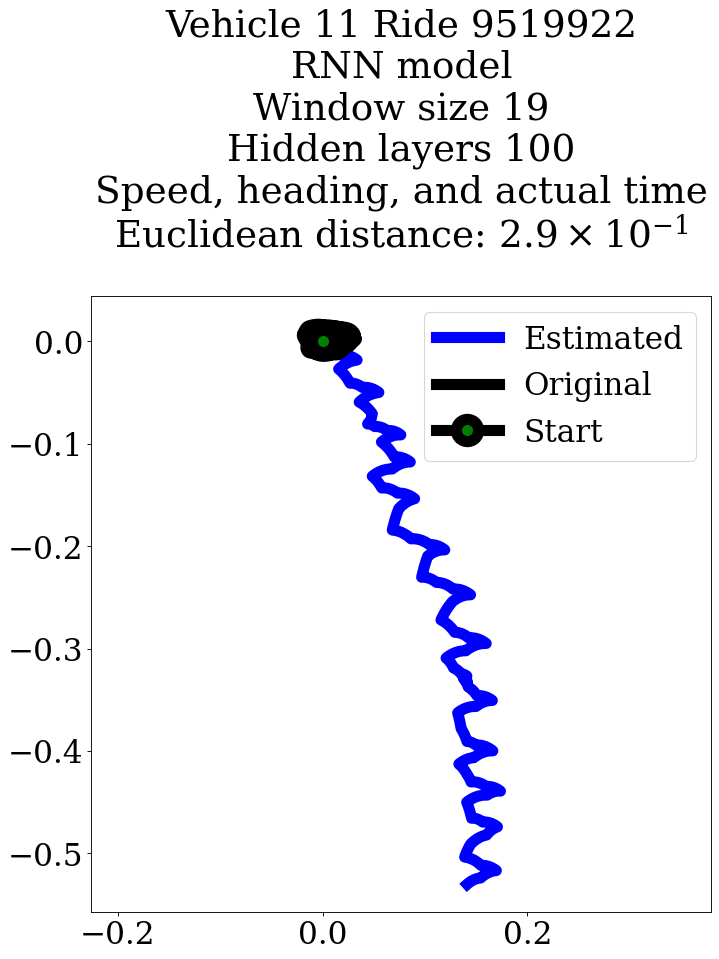 Vehicle 11 Ride 9519922
RNN model
Window size 19
Hidden layers 100
Speed, heading, and actual time
Euclidean distance: 2.9 × 10⁻¹
Estimated
Original
Start
0.0
−0.1
−0.2
−0.3
−0.4
−0.5
−0.2 0.0 0.2